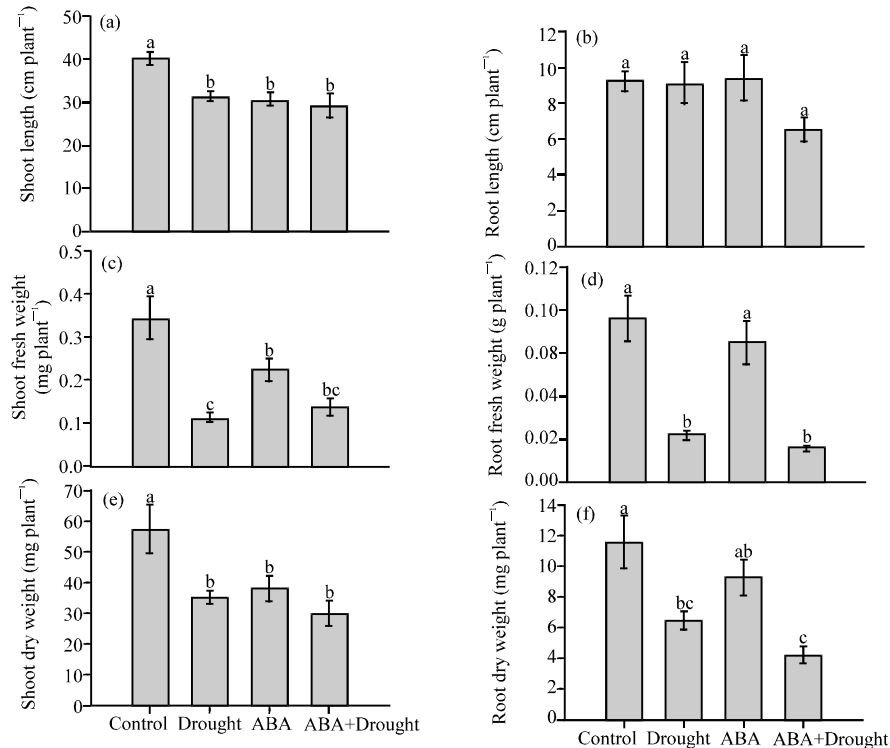 (a)
Shoot length (cm plant⁻¹)
50
40
30
20
10
0
a
b
b
b
(b)
Root length (cm plant⁻¹)
12
10
8
6
4
2
0
a
a
a
a
(c)
Shoot fresh weight
(mg plant⁻¹)
0.5
0.4
0.3
0.2
0.1
0.0
a
c
b
bc
(d)
Root fresh weight (g plant⁻¹)
0.12
0.10
0.08
0.02
0.00
a
b
a
b
(e)
Shoot dry weight (mg plant⁻¹)
70
60
50
40
30
20
10
0
a
b
b
b
Control Drought ABA ABA+Drought
(f)
Root dry weight (mg plant⁻¹)
14
12
10
8
6
4
2
0
a
bc
ab
c
Control Drought ABA ABA+Drought